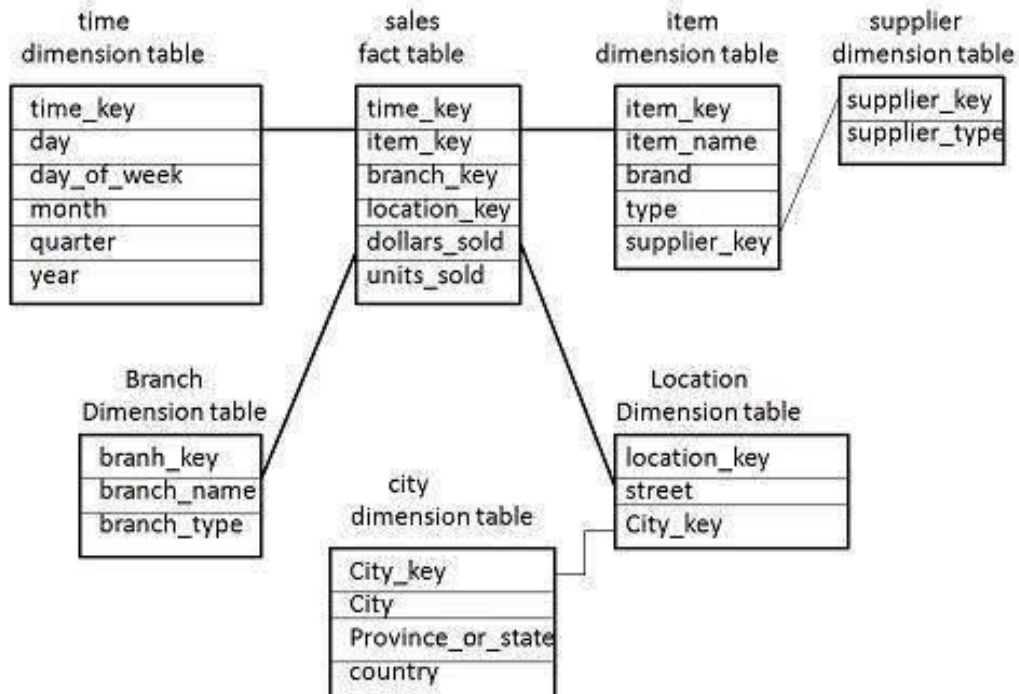 time
dimension table
time_key
day
day_of_week
month
quarter
year
sales
fact table
time_key
item_key
branch_key
location_key
dollars_sold
units_sold
item
dimension table
item_key
item_name
brand
type
supplier_key
supplier
dimension table
supplier_key
supplier_type
Branch
Dimension table
branh_key
branch_name
branch_type
city
dimension table
City_key
City
Province_or_state
country
Location
Dimension table
location_key
street
City_key